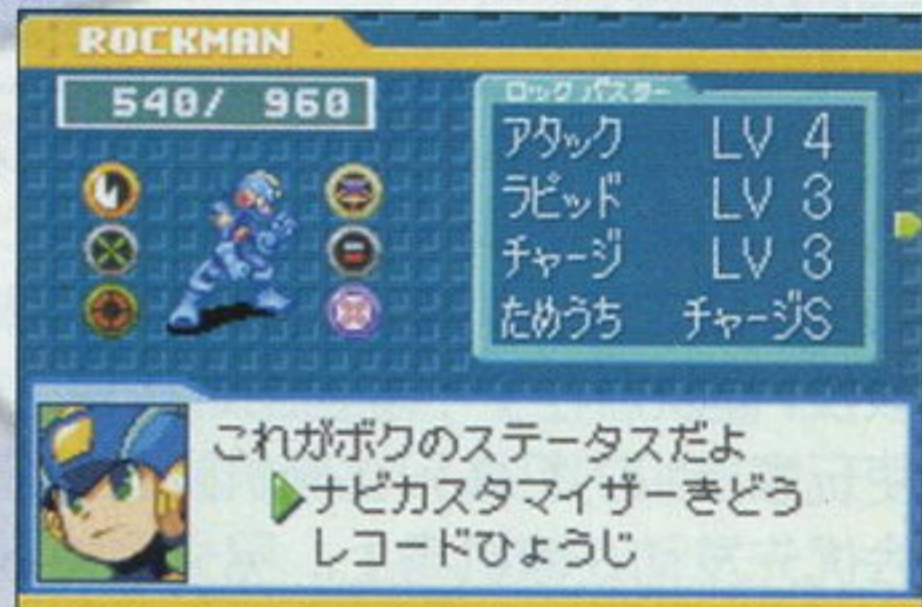 ROCKMAN
540/ 960
ロックバスター
アタック LV 4
ラピッド LV 3
チャージ LV 3
ためうち チャージS
これがボクのステータスだよ
ナビカスタマイザーきどう
レコードひょうじ